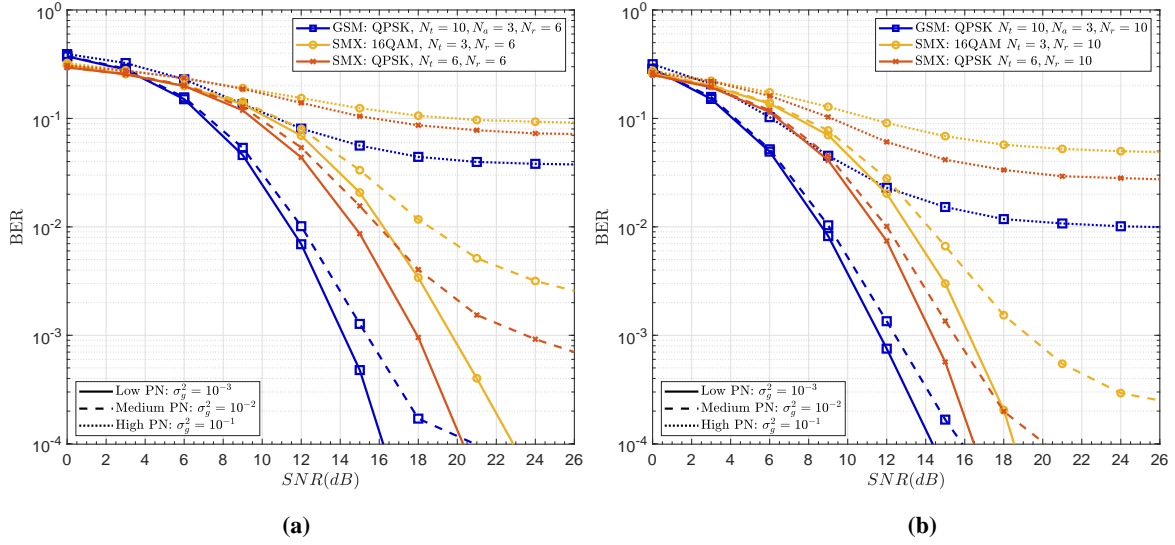 GSM: QPSK, N_t = 10, N_a = 3, N_r = 6
SMX: 16QAM, N_t = 3, N_r = 6
SMX: QPSK, N_t = 6, N_r = 6
10^0
10^-1
10^-2
10^-3
10^-4
BER
Low PN: σ_g^2 = 10^-3
Medium PN: σ_g^2 = 10^-2
High PN: σ_g^2 = 10^-1
0 2 4 6 8 10 12 14 16 18 20 22 24 26
SNR(dB)
(a)
GSM: QPSK N_t = 10, N_a = 3, N_r = 10
SMX: 16QAM N_t = 3, N_r = 10
SMX: QPSK N_t = 6, N_r = 10
10^0
10^-1
10^-2
10^-3
10^-4
BER
Low PN: σ_g^2 = 10^-3
Medium PN: σ_g^2 = 10^-2
High PN: σ_g^2 = 10^-1
0 2 4 6 8 10 12 14 16 18 20 22 24 26
SNR(dB)
(b)